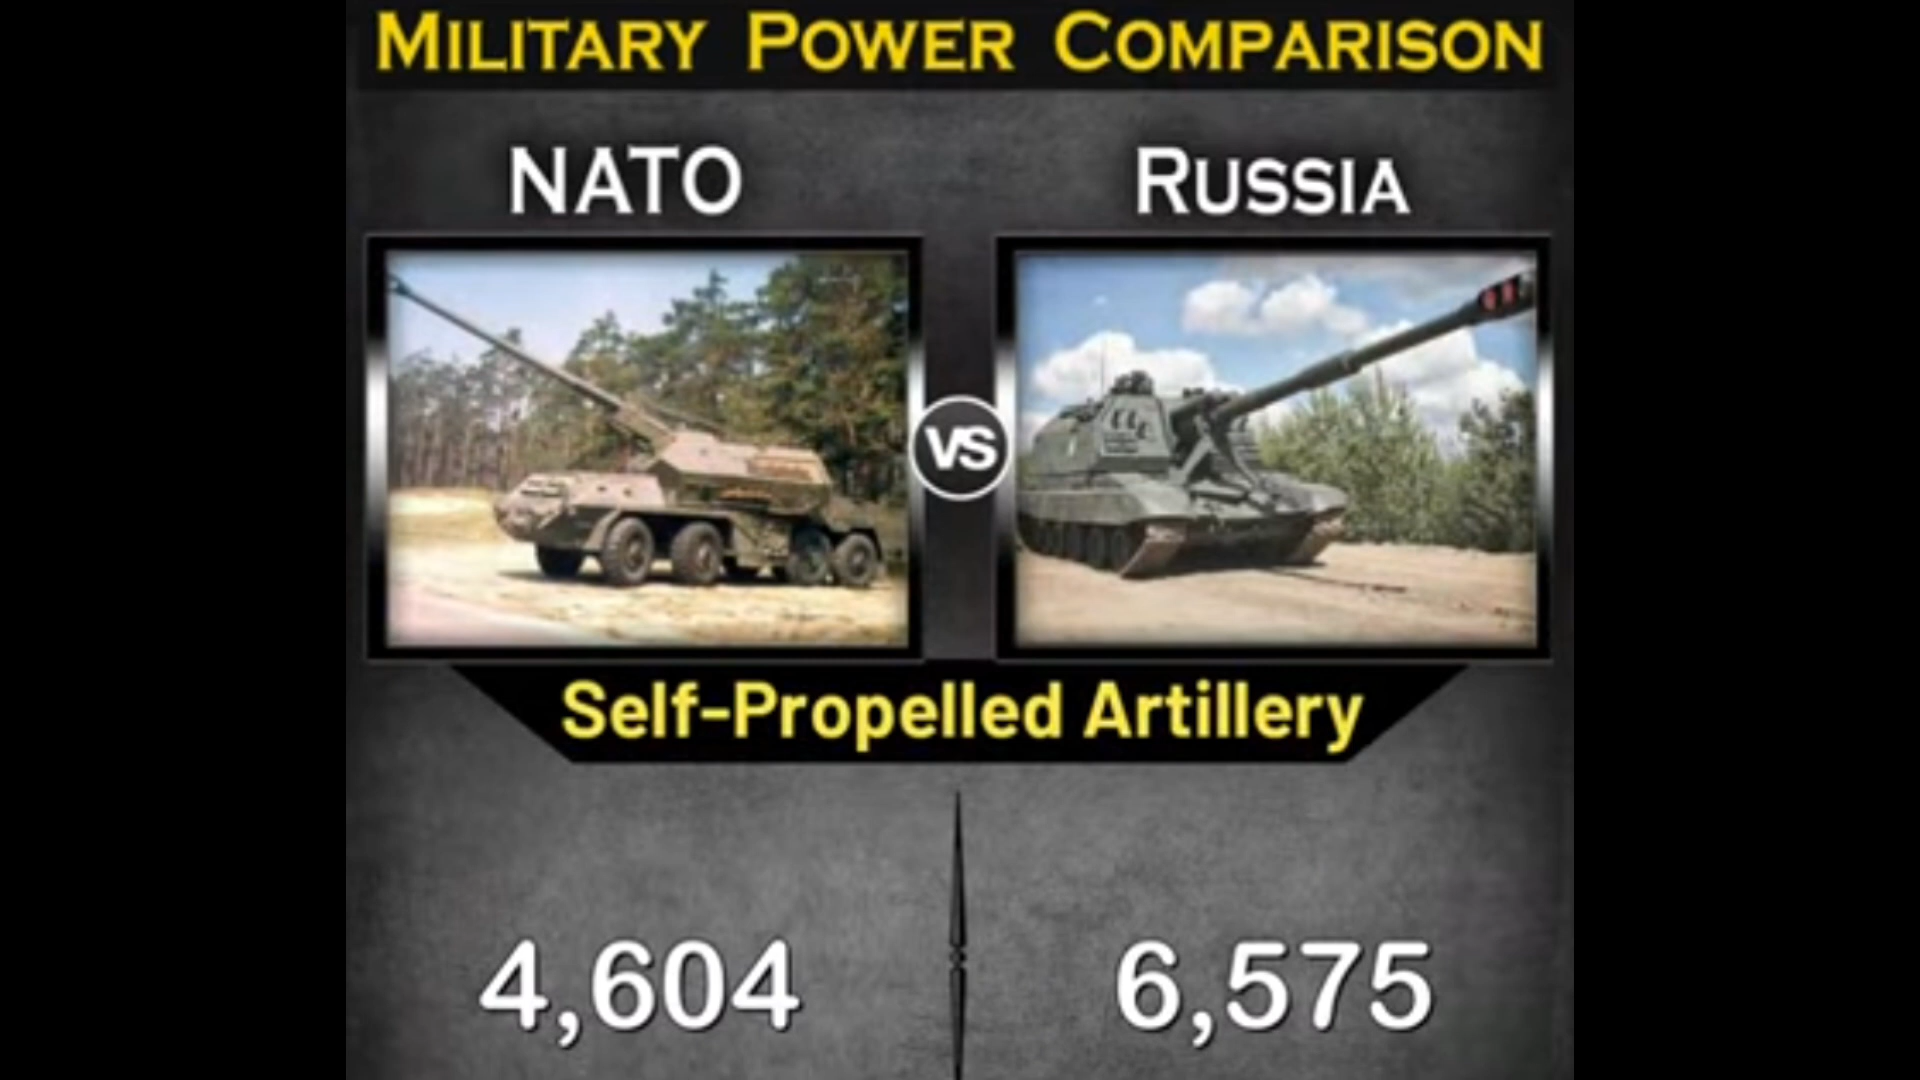 MILITARY POWER COMPARISON
NATO
RUSSIA
VS
Self-Propelled Artillery
4,604
6,575